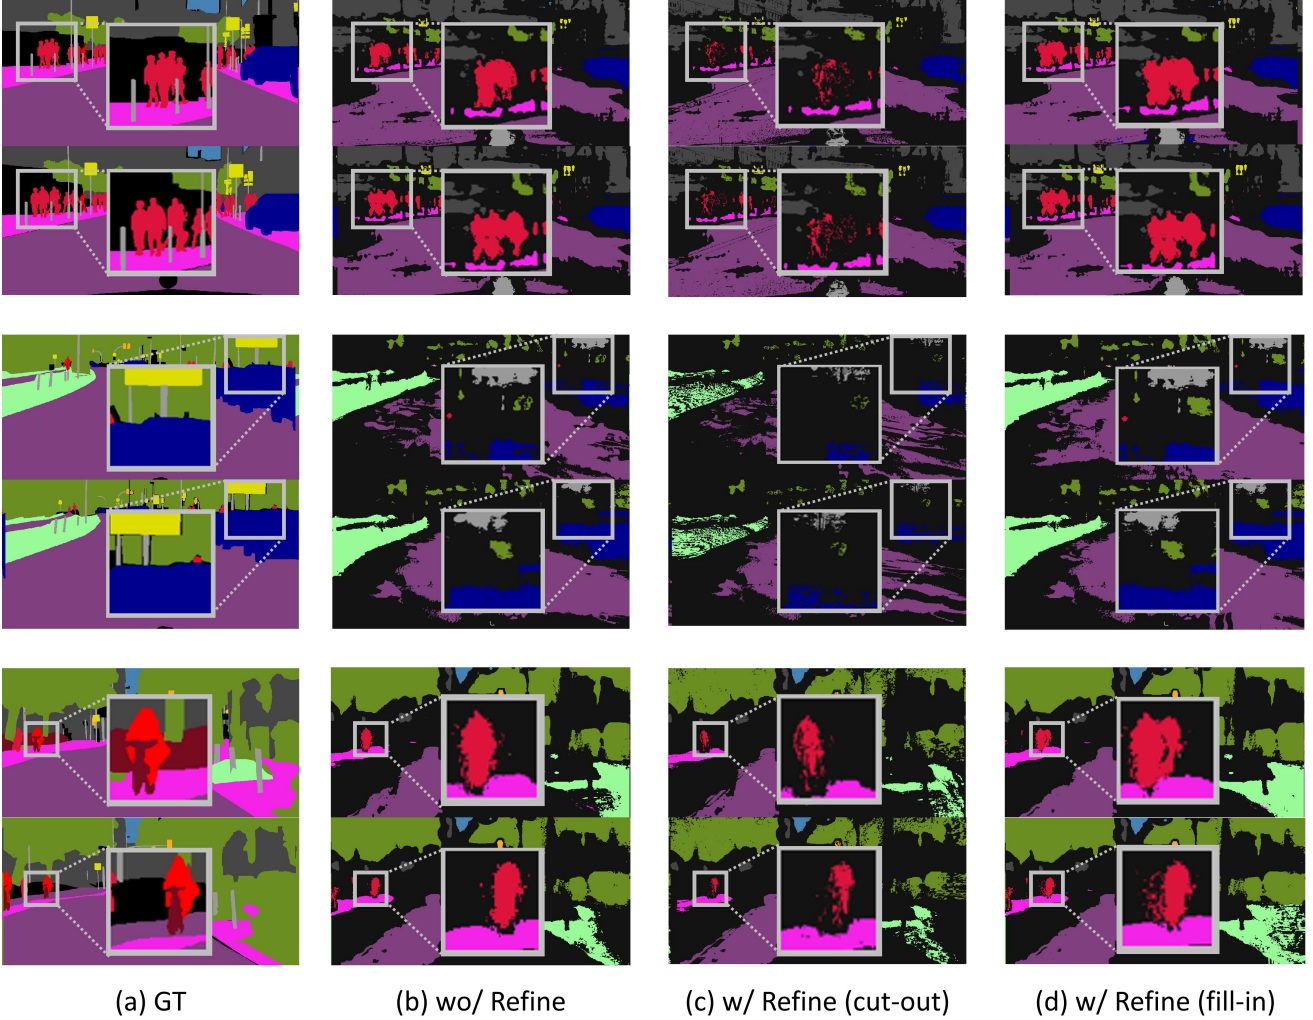 (a) GT
(b) wo/ Refine
(c) w/ Refine (cut-out)
(d) w/ Refine (fill-in)